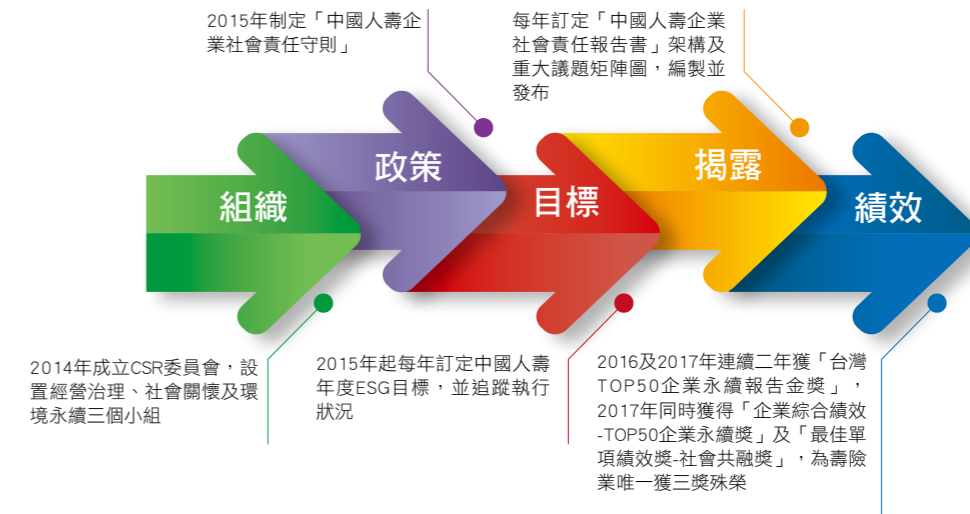 2015年制定「中國人壽企
業社會責任守則」
每年訂定「中國人壽企業
社會責任報告書」架構及
重大議題矩陣圖，編製並
發布
組織
政策
目標
揭露
績效
2014年成立CSR委員會，設
置經營治理、社會關懷及環
境永續三個小組
2015年起每年訂定中國人壽
年度ESG目標，並追蹤執行
狀況
2016及2017年連續二年獲「台灣
TOP50企業永續報告金獎」，
2017年同時獲得「企業綜合績效
-TOP50企業永續獎」及「最佳單
項績效獎-社會共融獎」，為壽險
業唯一獲三獎殊榮